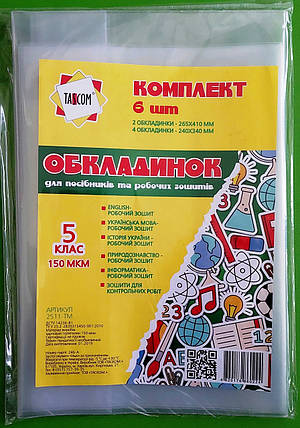 TASCOM
КОМПЛЕКТ
6 шт
2 ОБКЛАДИНКИ - 265Х410 ММ
4 ОБКЛАДИНКИ - 240Х340 ММ
ОБКЛАДИНОК
для посібників та робочих зошитів
5
КЛАС
150 МКМ
ENGLISH-
РОБОЧИЙ ЗОШИТ
УКРАЇНСЬКА МОВА-
РОБОЧИЙ ЗОШИТ
ІСТОРІЯ УКРАЇНИ -
РОБОЧИЙ ЗОШИТ
ПРИРОДОЗНАВСТВО -
РОБОЧИЙ ЗОШИТ
ІНФОРМАТИКА-
РОБОЧИЙ ЗОШИТ
ЗОШИТИ ДЛЯ
КОНТРОЛЬНИХ РОБІТ
АРТИКУЛ
2511-ТМ